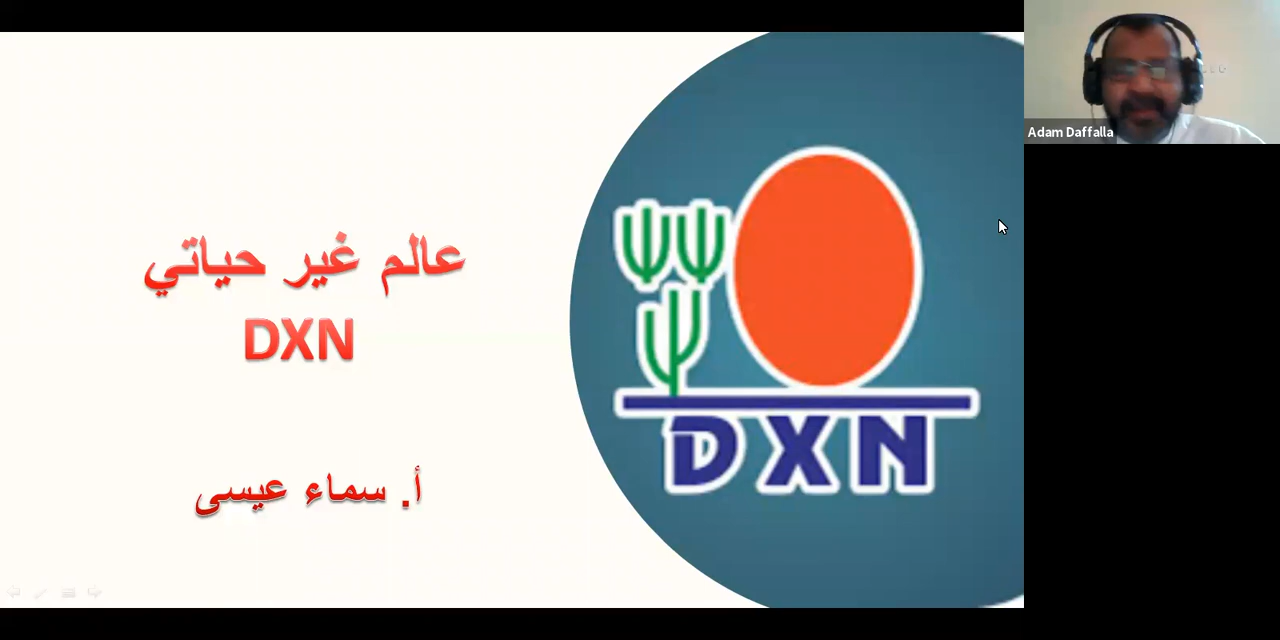 عالم غير حياتي
DXN
أ. سماء عيسى
DXN
Adam Daffalla